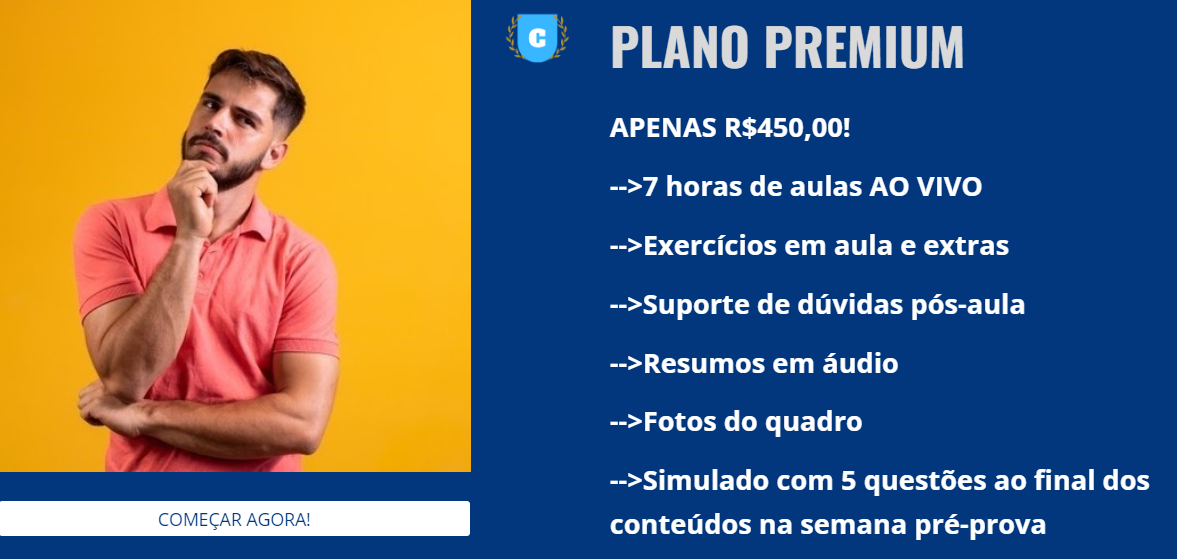 C
PLANO PREMIUM
APENAS R$450,00!
-->7 horas de aulas AO VIVO
-->Exercícios em aula e extras
-->Suporte de dúvidas pós-aula
-->Resumos em áudio
-->Fotos do quadro
-->Simulado com 5 questões ao final dos
conteúdos na semana pré-prova
COMEÇAR AGORA!